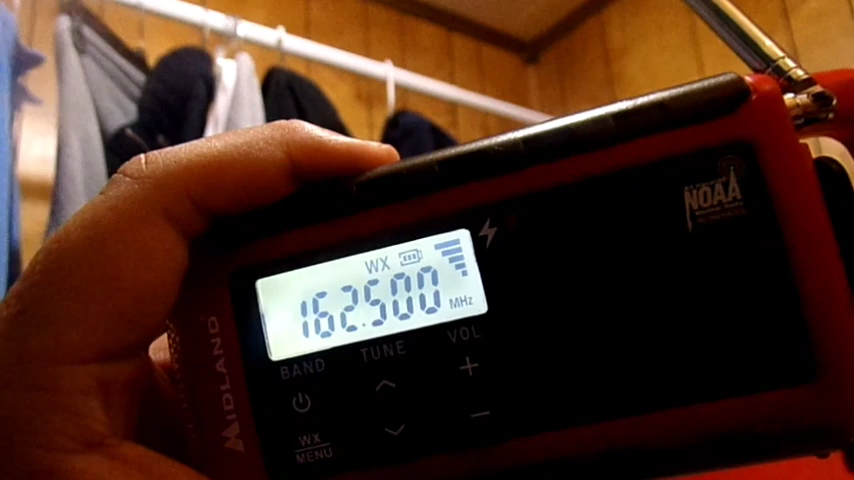 NOAA
WX
162.500 MHz
BAND TUNE VOL
WX
MENU
MIDLAND